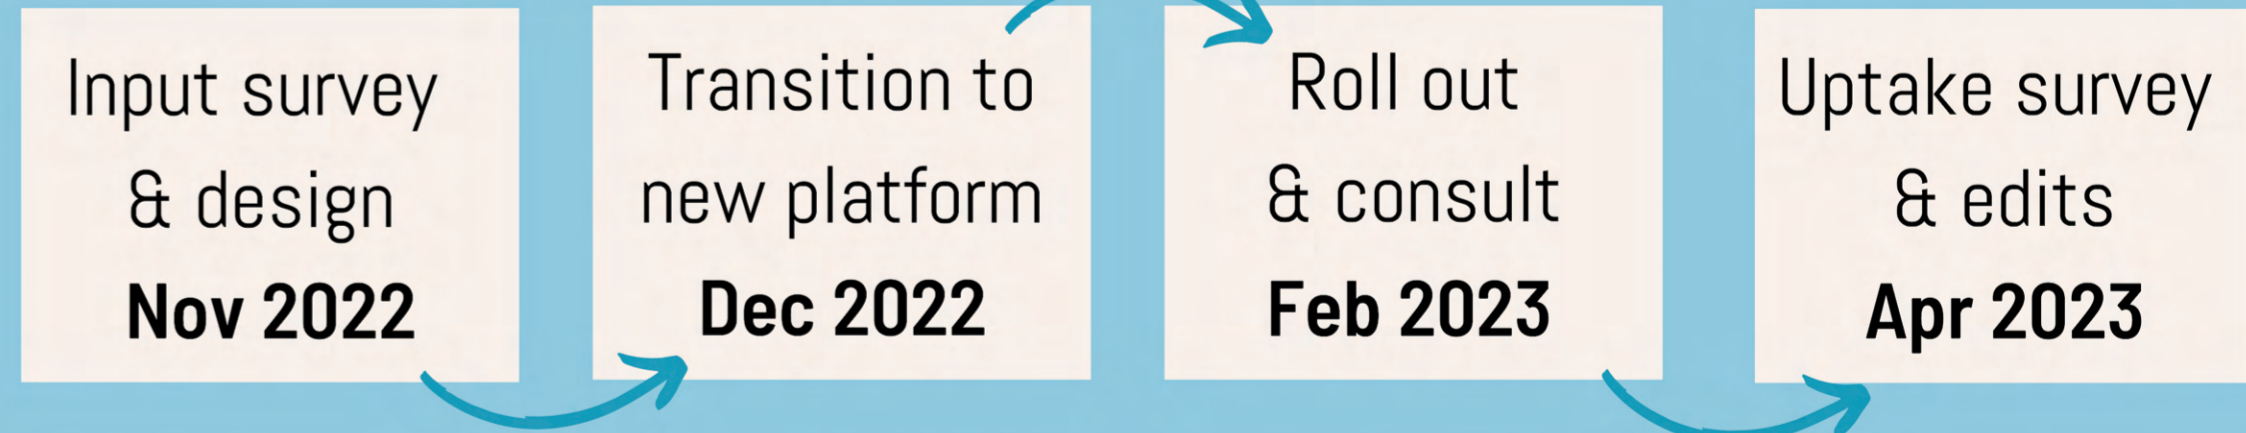 Input survey
& design
Nov 2022
Transition to
new platform
Dec 2022
Roll out
& consult
Feb 2023
Uptake survey
& edits
Apr 2023